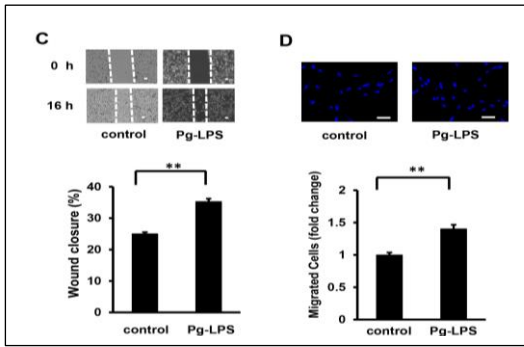 C
0 h
16 h
control Pg-LPS
**
Wound closure (%)
40
30
20
10
0
control Pg-LPS
D
control Pg-LPS
**
Migrated Cells (fold change)
2
1.5
1
0.5
0
control Pg-LPS